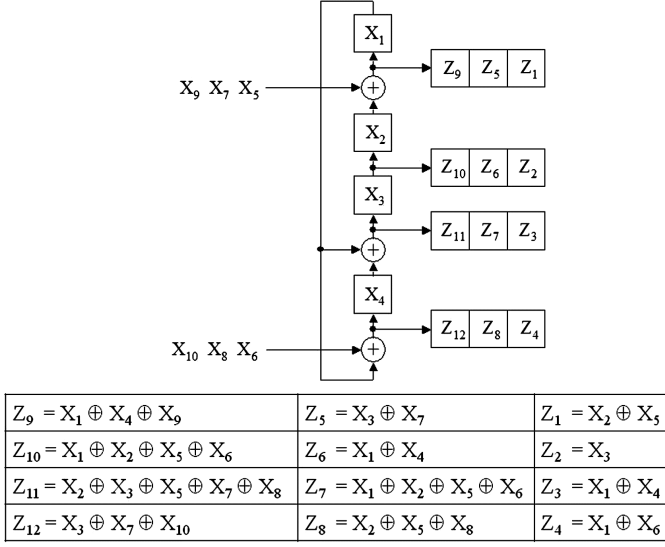 X₁
Z₉ Z₅ Z₁
X₉ X₇ X₅ +
X₂
Z₁₀ Z₆ Z₂
X₃
Z₁₁ Z₇ Z₃
+
X₄
Z₁₂ Z₈ Z₄
X₁₀ X₈ X₆ +
Z₉ = X₁ ⊕ X₄ ⊕ X₉ Z₅ = X₃ ⊕ X₇ Z₁ = X₂ ⊕ X₅
Z₁₀ = X₁ ⊕ X₂ ⊕ X₅ ⊕ X₆ Z₆ = X₁ ⊕ X₄ Z₂ = X₃
Z₁₁ = X₂ ⊕ X₃ ⊕ X₅ ⊕ X₇ ⊕ X₈ Z₇ = X₁ ⊕ X₂ ⊕ X₅ ⊕ X₆ Z₃ = X₁ ⊕ X₄
Z₁₂ = X₃ ⊕ X₇ ⊕ X₁₀ Z₈ = X₂ ⊕ X₅ ⊕ X₈ Z₄ = X₁ ⊕ X₆